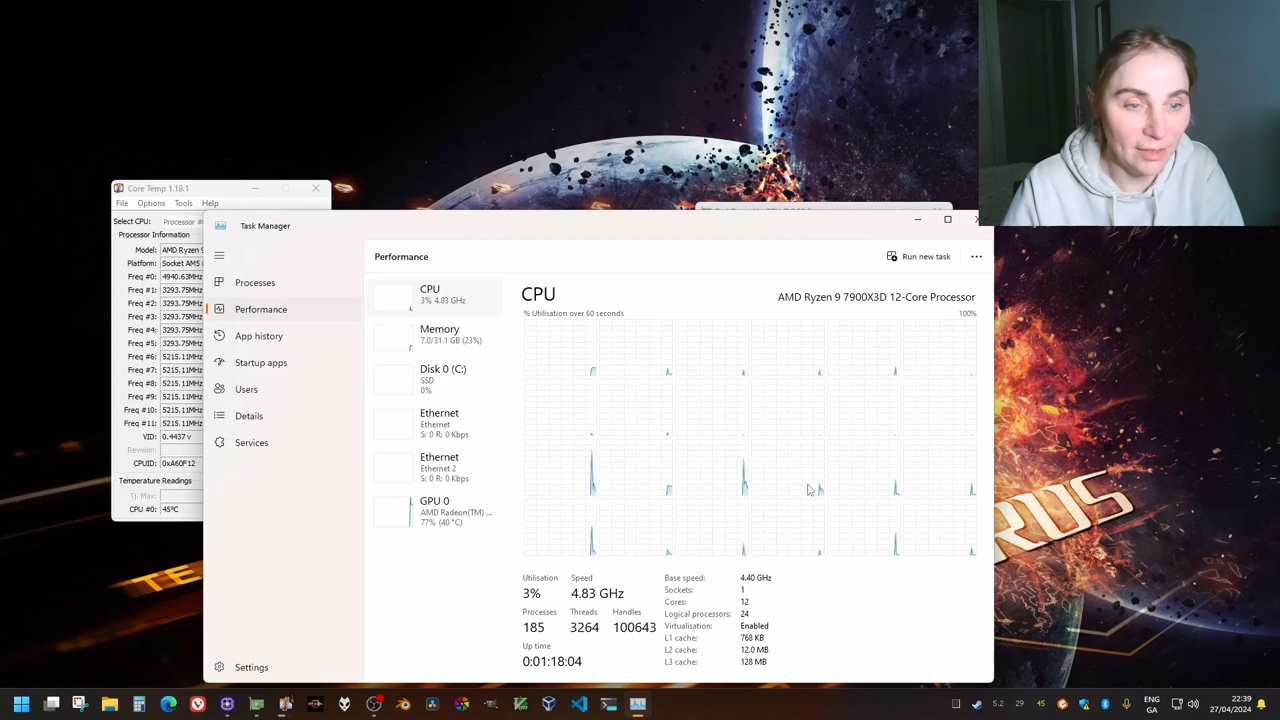 Core Temp 1.18.1
File Options Tools Help
Select CPU: Processor #
Processor Information
Model: AMD Ryzen 9
Platform: Socket AM5
Freq #0: 4940.63MHz
Freq #1: 3293.75MHz
Freq #2: 3293.75MHz
Freq #3: 3293.75MHz
Freq #4: 3293.75MHz
Freq #5: 3293.75MHz
Freq #6: 5215.11MHz
Freq #7: 5215.11MHz
Freq #8: 5215.11MHz
Freq #9: 5215.11MHz
Freq #10: 5215.11MHz
Freq #11: 5215.11MHz
VID: 0.4437 v
Revision:
CPUID: 0xA60F12
Temperature Readings
Tj. Max:
CPU #0: 45°C
Task Manager
Processes
Performance
App history
Startup apps
Users
Details
Services
Settings
Performance
Run new task
CPU
3% 4.83 GHz
Memory
7.0/31.1 GB (23%)
Disk 0 (C:)
SSD
0%
Ethernet
Ethernet
S: 0 R: 0 Kbps
Ethernet
Ethernet 2
S: 0 R: 0 Kbps
GPU 0
AMD Radeon(TM) ...
77% (40 °C)
CPU
AMD Ryzen 9 7900X3D 12-Core Processor
% Utilisation over 60 seconds 100%
Utilisation Speed
3% 4.83 GHz
Processes Threads Handles
185 3264 100643
Up time
0:01:18:04
Base speed: 4.40 GHz
Sockets: 1
Cores: 12
Logical processors: 24
Virtualisation: Enabled
L1 cache: 768 KB
L2 cache: 12.0 MB
L3 cache: 128 MB
TE
RUS
5.2 29 45
ENG
GA
22:39
27/04/2024